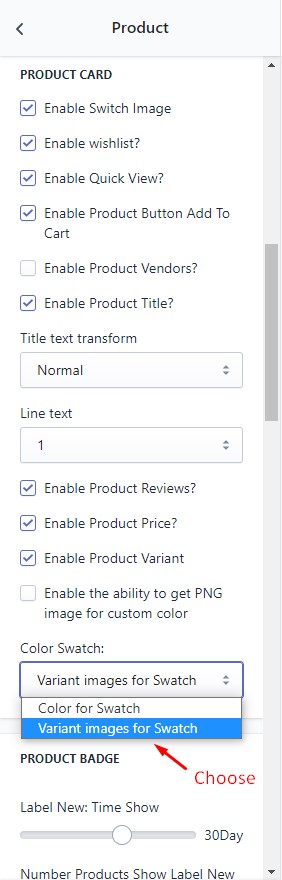 Product
PRODUCT CARD
Enable Switch Image
Enable wishlist?
Enable Quick View?
Enable Product Button Add To
Cart
Enable Product Vendors?
Enable Product Title?
Title text transform
Normal
Line text
1
Enable Product Reviews?
Enable Product Price?
Enable Product Variant
Enable the ability to get PNG
image for custom color
Color Swatch:
Variant images for Swatch
Color for Swatch
Variant images for Swatch
Choose
PRODUCT BADGE
Label New: Time Show
30Day
Number Products Show Label New